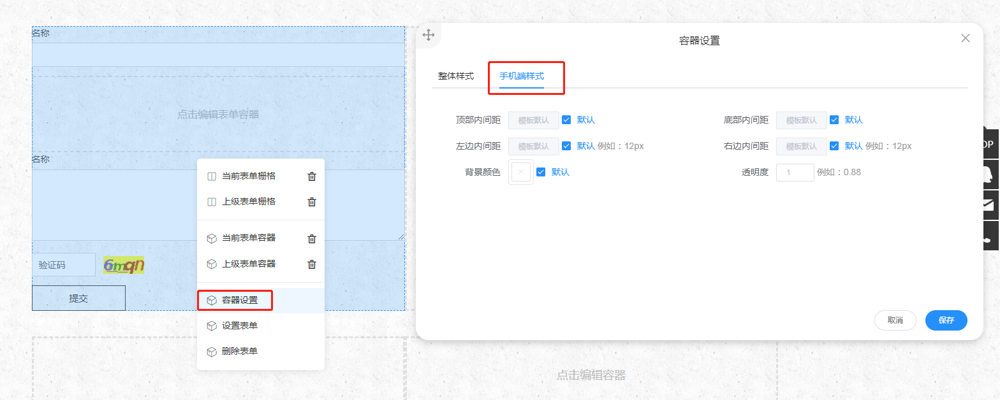 名称
点击编辑表单容器
名称
验证码
6mqn
提交
当前表单栅格
上级表单栅格
当前表单容器
上级表单容器
容器设置
设置表单
删除表单
容器设置
整体样式 手机端样式
顶部内间距 模板默认 默认 底部内间距 模板默认 默认
左边内间距 模板默认 默认 例如：12px 右边内间距 模板默认 默认 例如：12px
背景颜色 默认 透明度 1 例如：0.88
取消 保存
点击编辑容器
OP